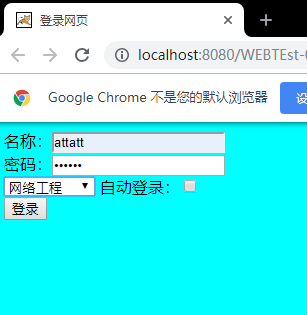 登录网页
localhost:8080/WEBTEst-
Google Chrome 不是您的默认浏览器 设
名称: attatt
密码: ••••••
网络工程 自动登录:
登录